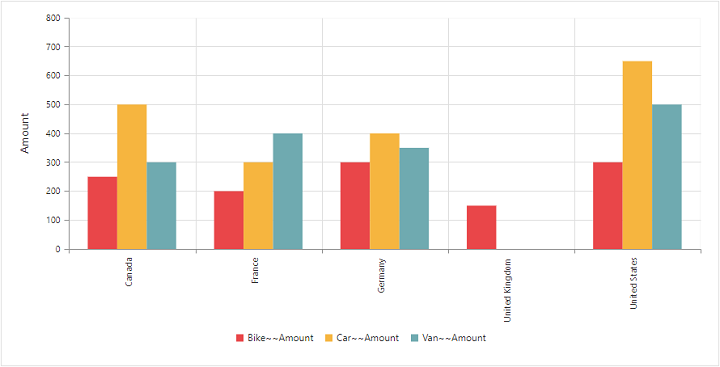 800
700
600
500
400
300
200
100
0
Amount
Canada
France
Germany
United Kingdom
United States
Bike~~Amount Car~~Amount Van~~Amount